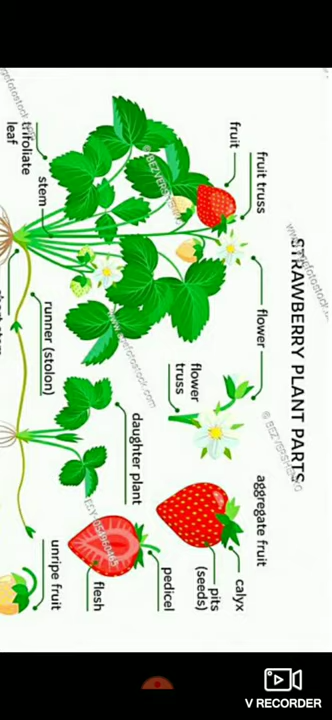 STRAWBERRY PLANT PARTS
fruit truss
fruit
trifoliate
leaf
stem
flower
flower
truss
runner (stolon)
daughter plant
aggregate fruit
calyx
pits
(seeds)
pedicel
flesh
unripe fruit
V RECORDER